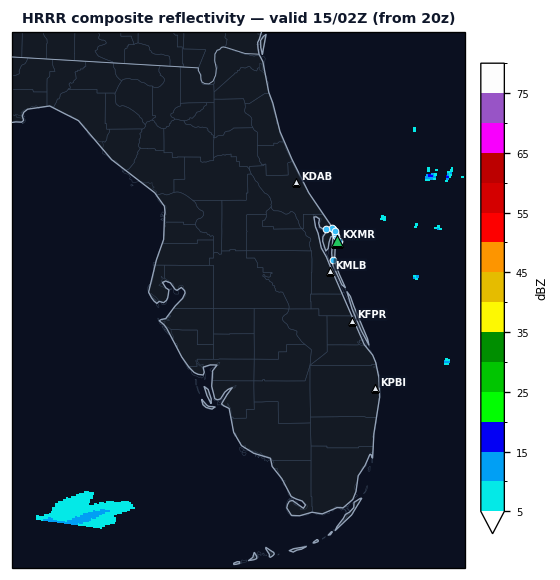 HRRR composite reflectivity — valid 15/02Z (from 20z)
KDAB
KXMR
KMLB
KFPR
KPBI
75
65
55
45
35
25
15
5
dBZ